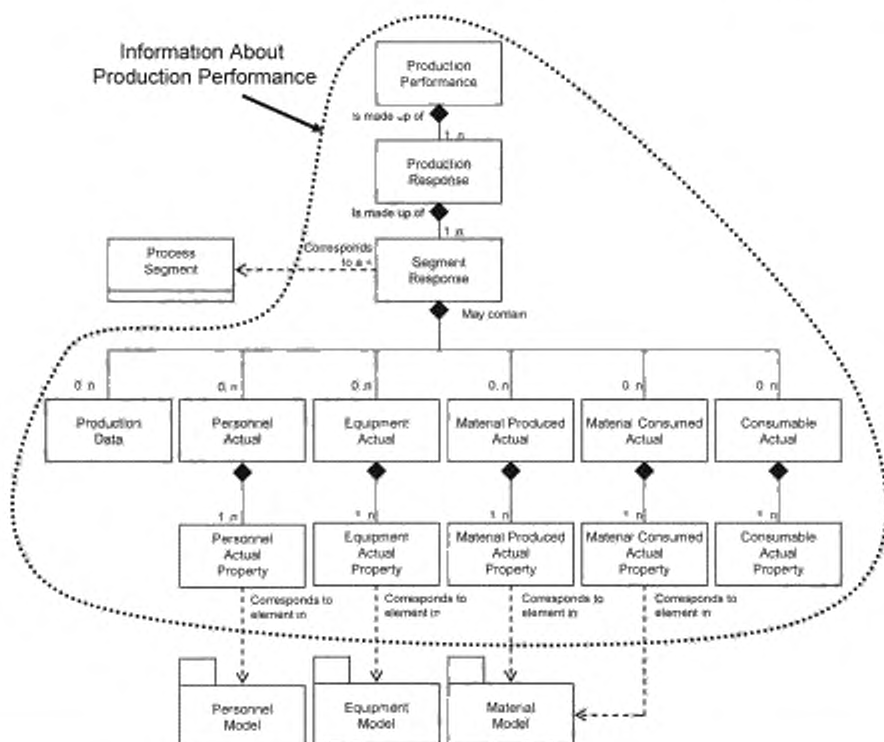 Information About
Production Performance
Production
Performance
Is made up of
1..n
Production
Response
Is made up of
1..n
Process
Segment
Corresponds
to a
Segment
Response
May contain
0..n
0..n
0..n
0..n
0..n
0..n
Production
Data
Personnel
Actual
Equipment
Actual
Material Produced
Actual
Material Consumed
Actual
Consumable
Actual
1..n
1..n
1..n
1..n
1..n
Personnel
Actual
Property
Equipment
Actual
Property
Material Produced
Actual
Property
Material Consumed
Actual
Property
Consumable
Actual
Property
Corresponds to
element in
Corresponds to
element in
Corresponds to
element in
Corresponds to
element in
Personnel
Model
Equipment
Model
Material
Model